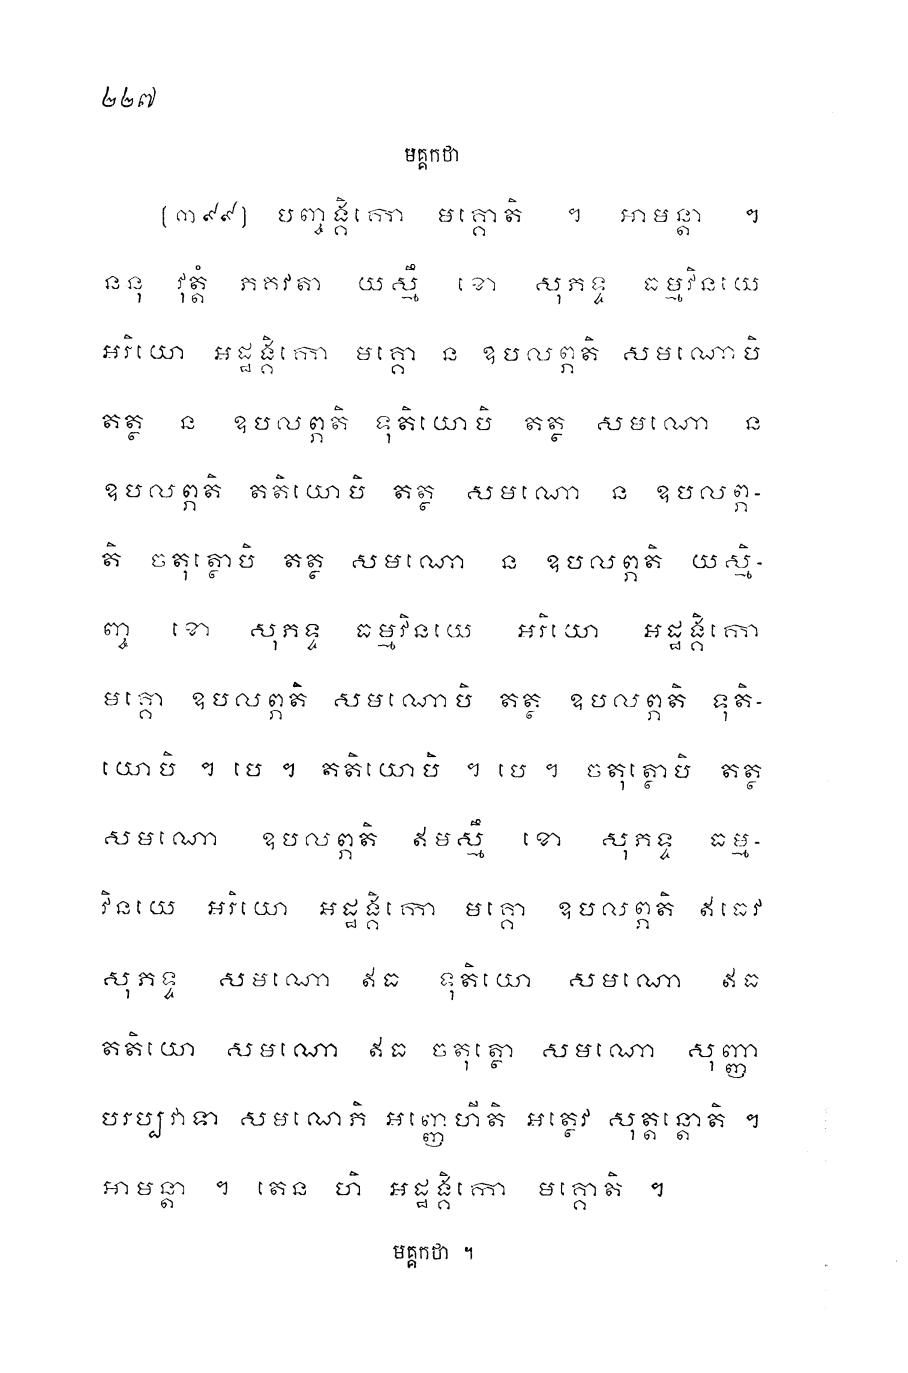 ២២៧
មគ្គកថា
[៣៩៩] បញ្ចង្គិកោ មគ្គោតិ ។ អាមន្តា ។
ននុ វុត្តំ ភគវតា យស្មឹ ខោ សុភទ្ទ ធម្មវិនយេ
អរិយោ អដ្ឋង្គិកោ មគ្គោ ន ឧបលព្ភតិ សមណោបិ
តត្ថ ន ឧបលព្ភតិ ទុតិយោបិ តត្ថ សមណោ ន
ឧបលព្ភតិ តតិយោបិ តត្ថ សមណោ ន ឧបលព្ភ-
តិ ចតុត្ថោបិ តត្ថ សមណោ ន ឧបលព្ភតិ យស្មិ-
ញ្ច ខោ សុភទ្ទ ធម្មវិនយេ អរិយោ អដ្ឋង្គិកោ
មគ្គោ ឧបលព្ភតិ សមណោបិ តត្ថ ឧបលព្ភតិ ទុតិ-
យោបិ ។ បេ ។ តតិយោបិ ។ បេ ។ ចតុត្ថោបិ តត្ថ
សមណោ ឧបលព្ភតិ ឥមស្មឹ ខោ សុភទ្ទ ធម្ម-
វិនយេ អរិយោ អដ្ឋង្គិកោ មគ្គោ ឧបលព្ភតិ ឥធេវ
សុភទ្ទ សមណោ ឥធ ទុតិយោ សមណោ ឥធ
តតិយោ សមណោ ឥធ ចតុត្ថោ សមណោ សុញ្ញា
បរប្បវាទា សមណេភិ អញ្ញេហីតិ អត្ថេវ សុត្តន្តោតិ ។
អាមន្តា ។ តេន ហិ អដ្ឋង្គិកោ មគ្គោតិ ។
មគ្គកថា ។